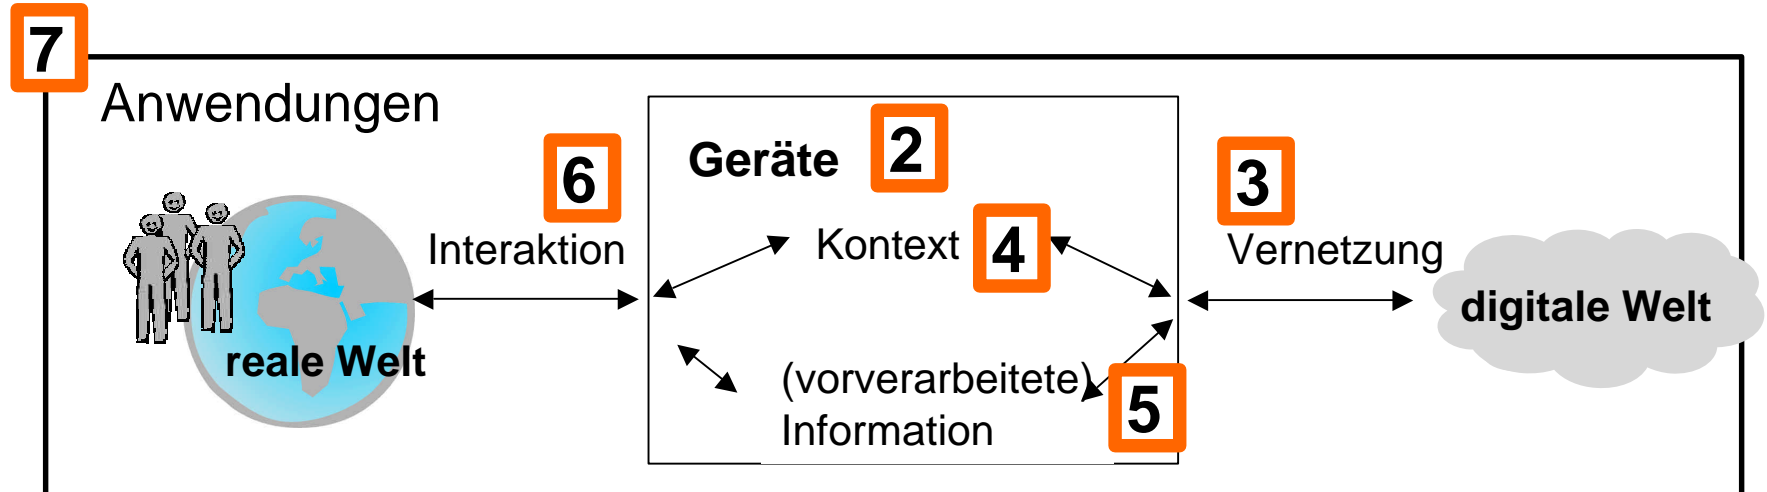 7
Anwendungen
Geräte 2
6
3
Interaktion
Kontext 4
Vernetzung
digitale Welt
reale Welt
(vorverarbeitete)
Information
5